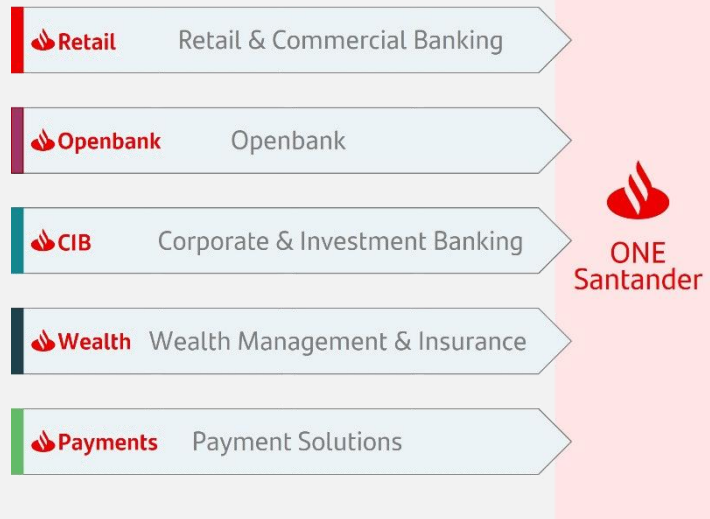 Retail Retail & Commercial Banking
Openbank Openbank
CIB Corporate & Investment Banking
ONE
Santander
Wealth Wealth Management & Insurance
Payments Payment Solutions